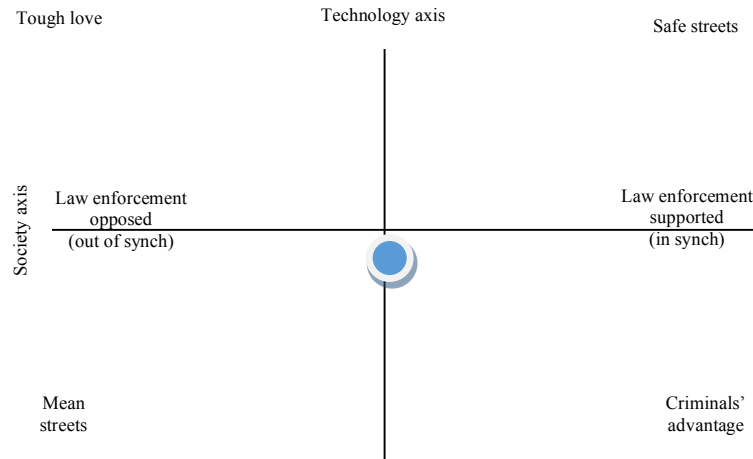 Tough love
Technology axis
Safe streets
Society axis
Law enforcement
opposed
(out of synch)
Law enforcement
supported
(in synch)
Mean
streets
Criminals’
advantage